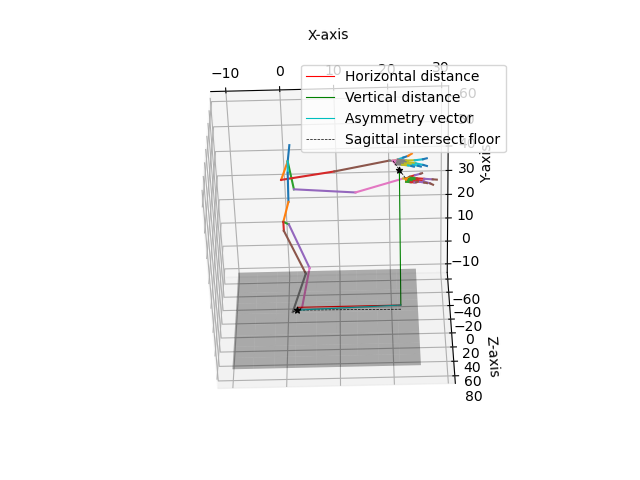 X-axis
−10
0
10
20
30
Horizontal distance
Vertical distance
Asymmetry vector
Sagittal intersect floor
60
40
30
20
10
0
−10
Y-axis
−60
−40
−20
0
20
40
60
80
Z-axis